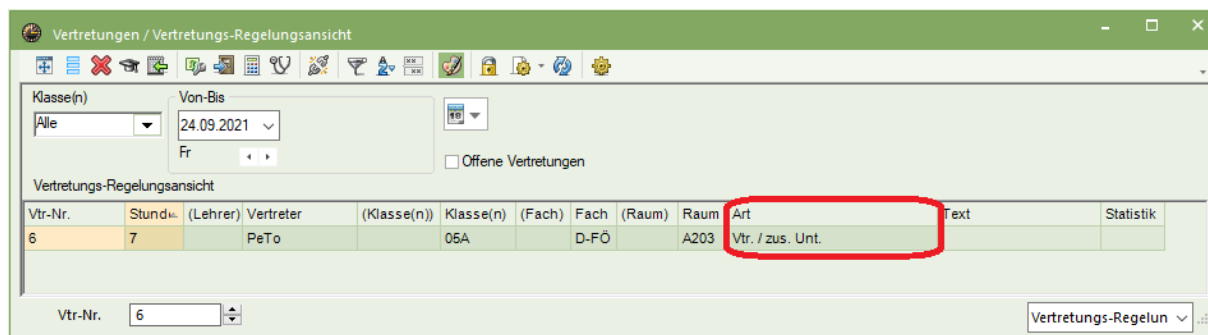 Vertretungen / Vertretungs-Regelungsansicht
Klasse(n) Von-Bis
Alle 24.09.2021
Fr
Offene Vertretungen
Vertretungs-Regelungsansicht
Vtr-Nr. Stund (Lehrer) Vertreter (Klasse(n)) Klasse(n) (Fach) Fach (Raum) Raum Art Text Statistik
6 7 PeTo 05A D-FÖ A203 Vtr. / zus. Unt.
Vtr-Nr. 6 Vertretungs-Regelun